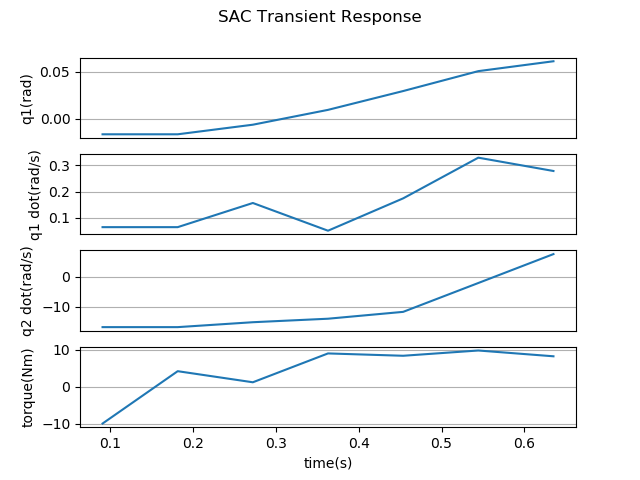 SAC Transient Response
0.05
0.00
q1(rad)
0.3
0.2
0.1
q1 dot(rad/s)
0
−10
q2 dot(rad/s)
10
0
−10
torque(Nm)
0.1 0.2 0.3 0.4 0.5 0.6
time(s)